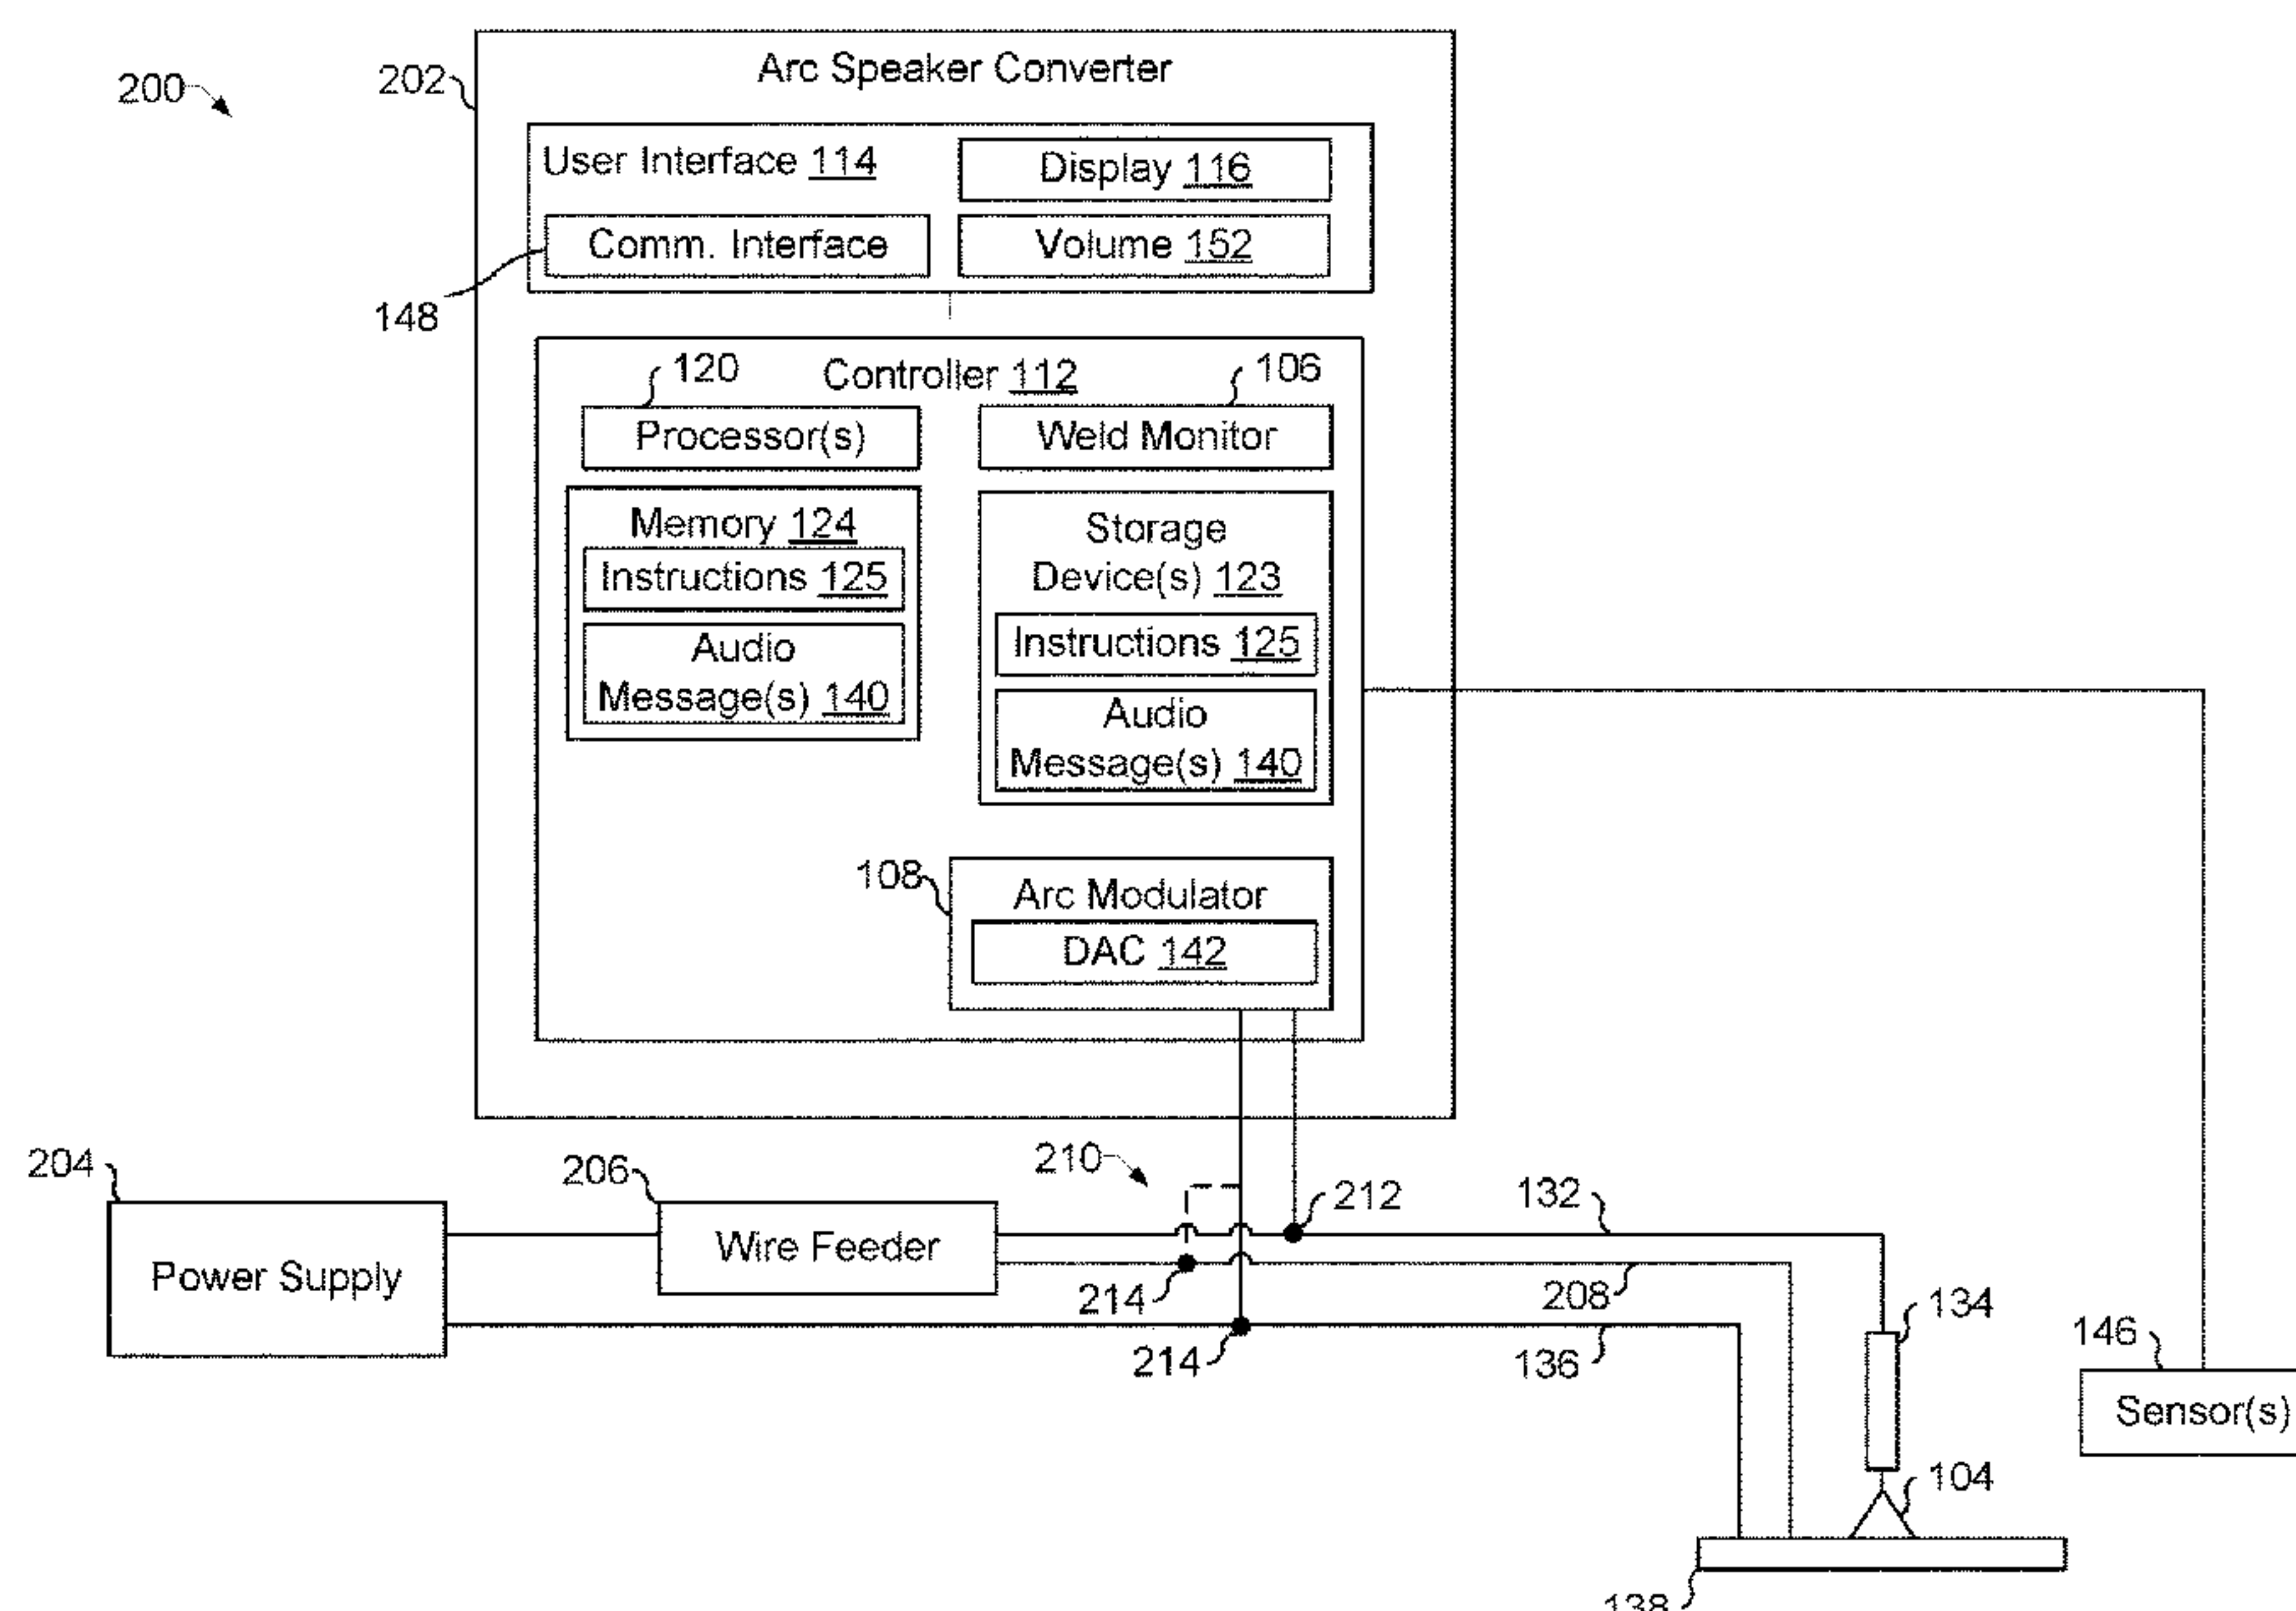 200
202
Arc Speaker Converter
User Interface 114
Display 116
Comm. Interface
Volume 152
148
120
Controller 112
106
Processor(s)
Weld Monitor
Memory 124
Instructions 125
Audio
Message(s) 140
Storage
Device(s) 123
Instructions 125
Audio
Message(s) 140
108
Arc Modulator
DAC 142
204
206
210
212
132
Power Supply
Wire Feeder
214
208
134
214
136
146
Sensor(s)
104
138